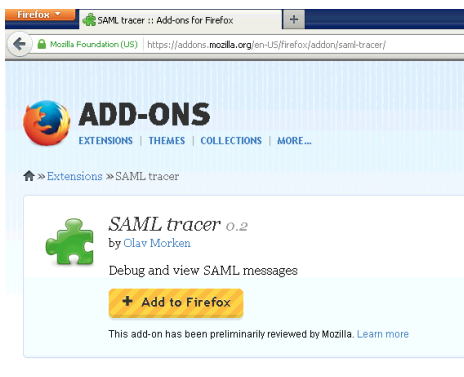 Firefox
SAML tracer :: Add-ons for Firefox
+
Mozilla Foundation (US) https://addons.mozilla.org/en-US/firefox/addon/saml-tracer/
ADD-ONS
EXTENSIONS | THEMES | COLLECTIONS | MORE...
» Extensions » SAML tracer
SAML tracer 0.2
by Olav Morken
Debug and view SAML messages
+ Add to Firefox
This add-on has been preliminarily reviewed by Mozilla. Learn more